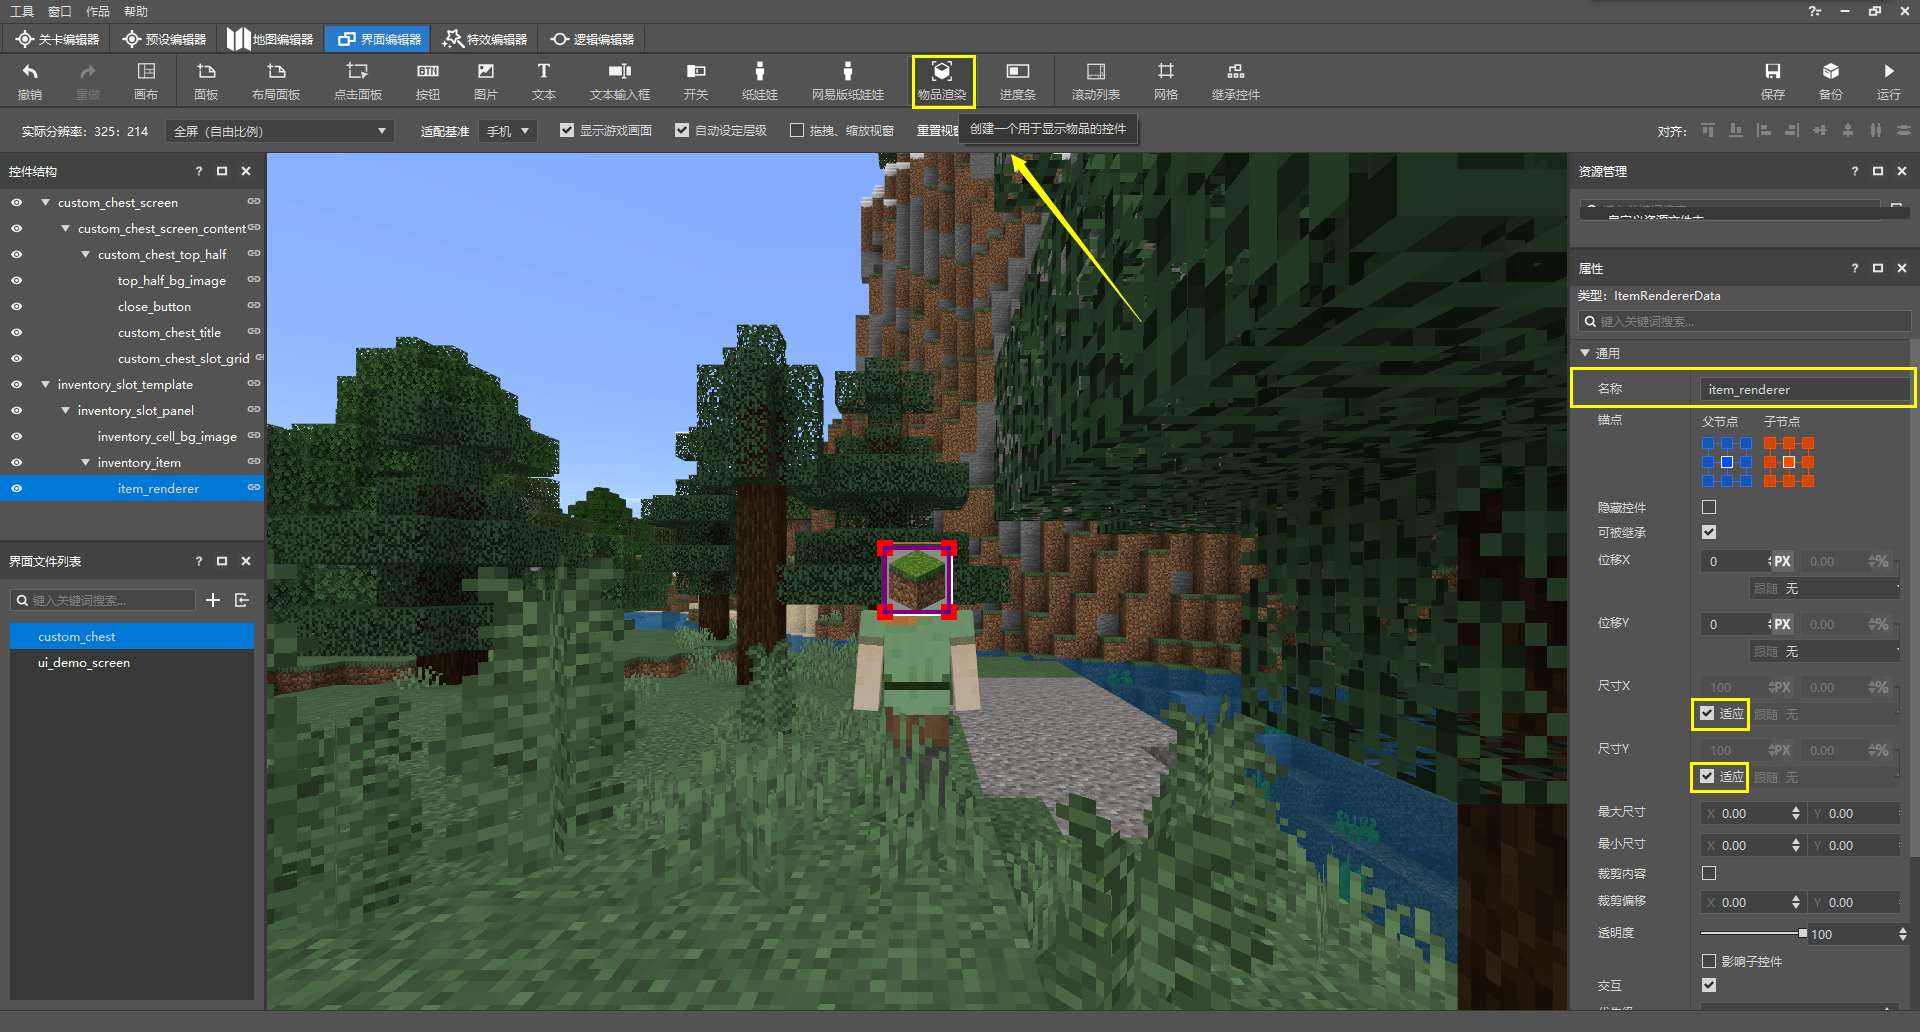 工具 窗口 作品 帮助
关卡编辑器 预设编辑器 地图编辑器 界面编辑器 特效编辑器 逻辑编辑器
撤销 重做 画布 面板 布局面板 点击面板 按钮 图片 文本 文本输入框 开关 纸娃娃 网易版纸娃娃 物品渲染 进度条 滚动列表 网格 继承控件 保存 备份 运行
实际分辨率：325：214 全屏（自由比例） 适配基准 手机 显示游戏画面 自动设定层级 拖拽、缩放视窗 重置视窗 对齐：
创建一个用于显示物品的控件
控件结构
custom_chest_screen
custom_chest_screen_content
custom_chest_top_half
top_half_bg_image
close_button
custom_chest_title
custom_chest_slot_grid
inventory_slot_template
inventory_slot_panel
inventory_cell_bg_image
inventory_item
item_renderer
界面文件列表
键入关键词搜索...
custom_chest
ui_demo_screen
资源管理
属性
类型： ItemRendererData
键入关键词搜索...
通用
名称 item_renderer
锚点 父节点 子节点
隐藏控件
可被继承
位移X 0 PX 0.00 %
跟随 无
位移Y 0 PX 0.00 %
跟随 无
尺寸X 100 PX 0.00 %
适应 跟随 无
尺寸Y 100 PX 0.00 %
适应 跟随 无
最大尺寸 X 0.00 Y 0.00
最小尺寸 X 0.00 Y 0.00
裁剪内容
裁剪偏移 X 0.00 Y 0.00
透明度 100
影响子控件
交互